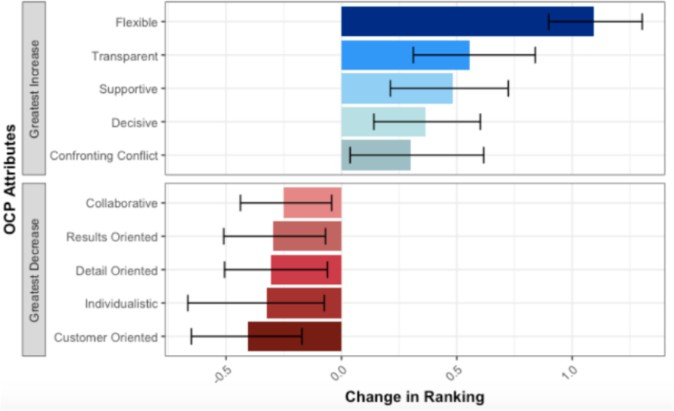 OCP Attributes
Greatest Increase
Flexible
Transparent
Supportive
Decisive
Confronting Conflict
Greatest Decrease
Collaborative
Results Oriented
Detail Oriented
Individualistic
Customer Oriented
-0.5
0.0
0.5
1.0
Change in Ranking